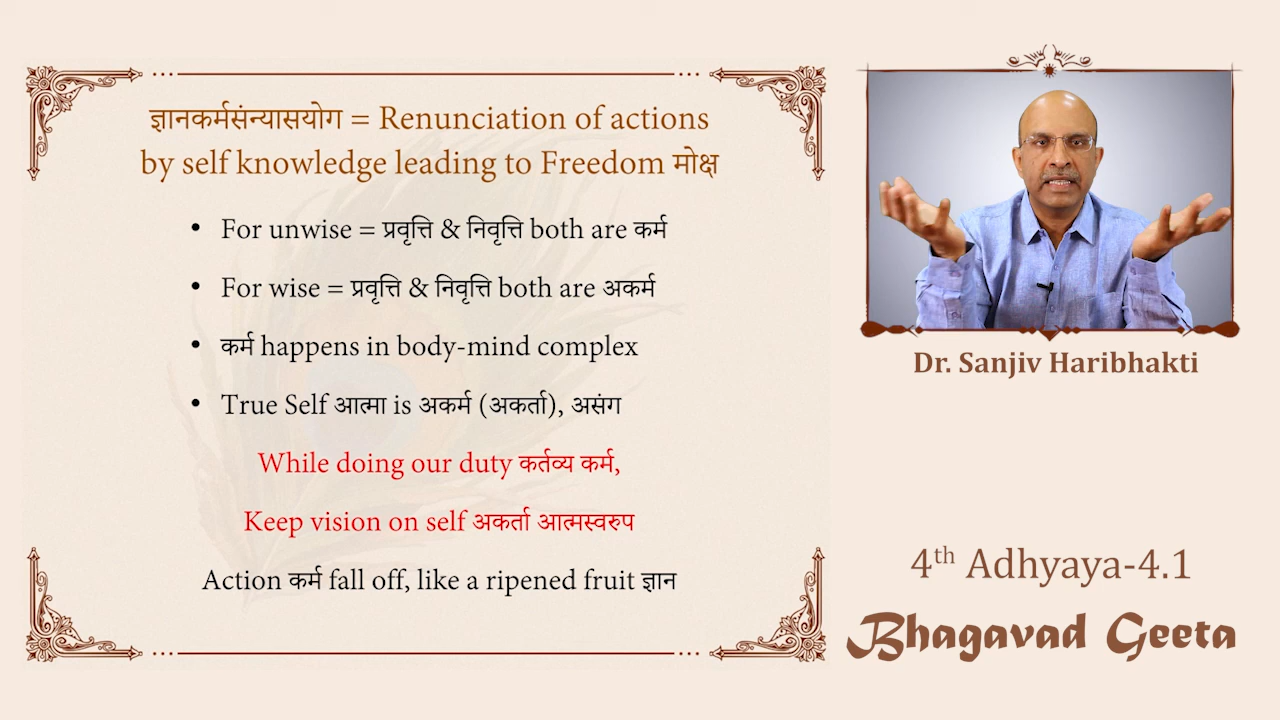 ज्ञानकर्मसंन्यासयोग = Renunciation of actions
by self knowledge leading to Freedom मोक्ष
• For unwise = प्रवृत्ति & निवृत्ति both are कर्म
• For wise = प्रवृत्ति & निवृत्ति both are अकर्म
• कर्म happens in body-mind complex
• True Self आत्मा is अकर्म (अकर्ता), असंग
While doing our duty कर्तव्य कर्म,
Keep vision on self अकर्ता आत्मस्वरुप
Action कर्म fall off, like a ripened fruit ज्ञान
Dr. Sanjiv Haribhakti
4th Adhyaya-4.1
Bhagavad Geeta